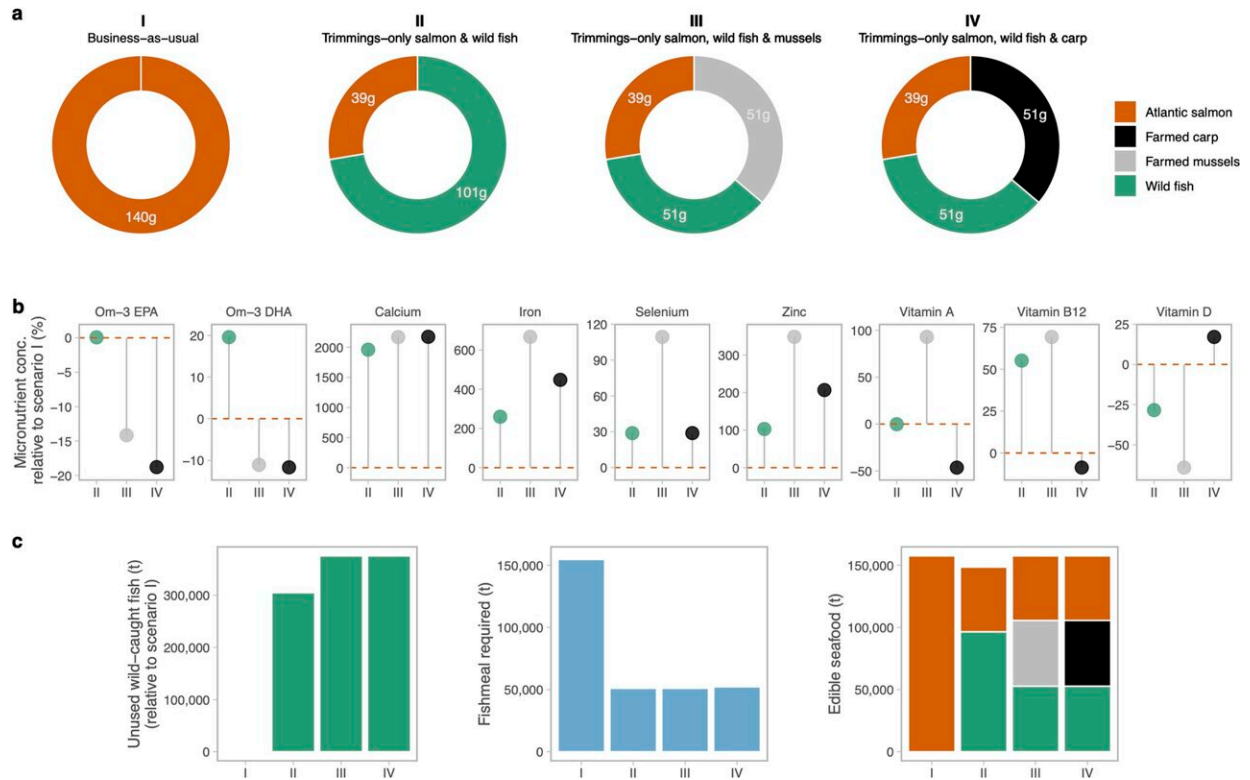 a
I
Business–as–usual
II
Trimmings–only salmon & wild fish
III
Trimmings–only salmon, wild fish & mussels
IV
Trimmings–only salmon, wild fish & carp
140g
39g
101g
39g
51g
51g
39g
51g
51g
Atlantic salmon
Farmed carp
Farmed mussels
Wild fish
b
Micronutrient conc.
relative to scenario I (%)
Om–3 EPA
0
−5
−10
−15
−20
II III IV
Om–3 DHA
20
10
0
−10
II III IV
Calcium
2000
1500
1000
500
0
II III IV
Iron
600
400
200
0
II III IV
Selenium
120
90
60
30
0
II III IV
Zinc
300
200
100
0
II III IV
Vitamin A
100
50
0
−50
II III IV
Vitamin B12
75
50
25
0
II III IV
Vitamin D
25
0
−25
−50
II III IV
c
Unused wild–caught fish (t)
(relative to scenario I)
300,000
200,000
100,000
0
I II III IV
Fishmeal required (t)
150,000
100,000
50,000
0
I II III IV
Edible seafood (t)
150,000
100,000
50,000
0
I II III IV